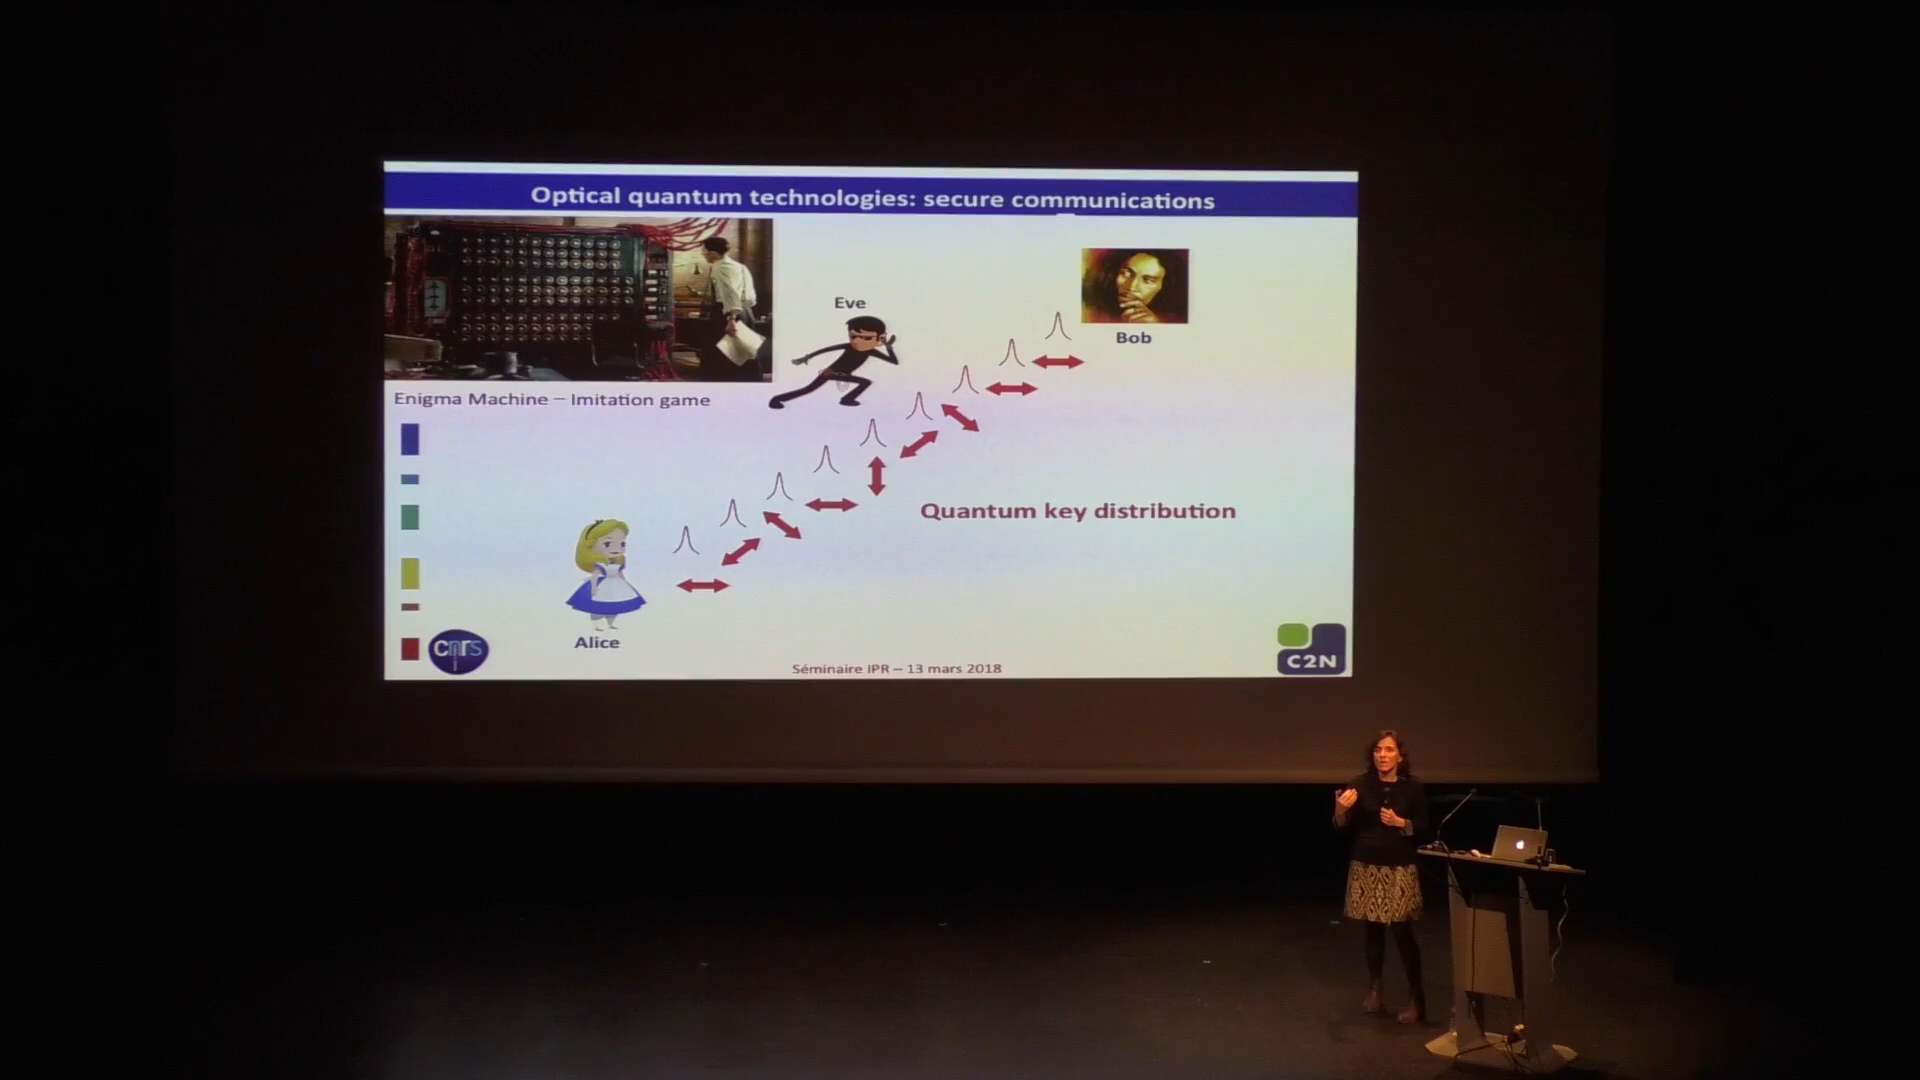 Optical quantum technologies: secure communications
Eve
Bob
Enigma Machine – Imitation game
Quantum key distribution
Alice
cnrs
Séminaire IPR – 13 mars 2018
C2N